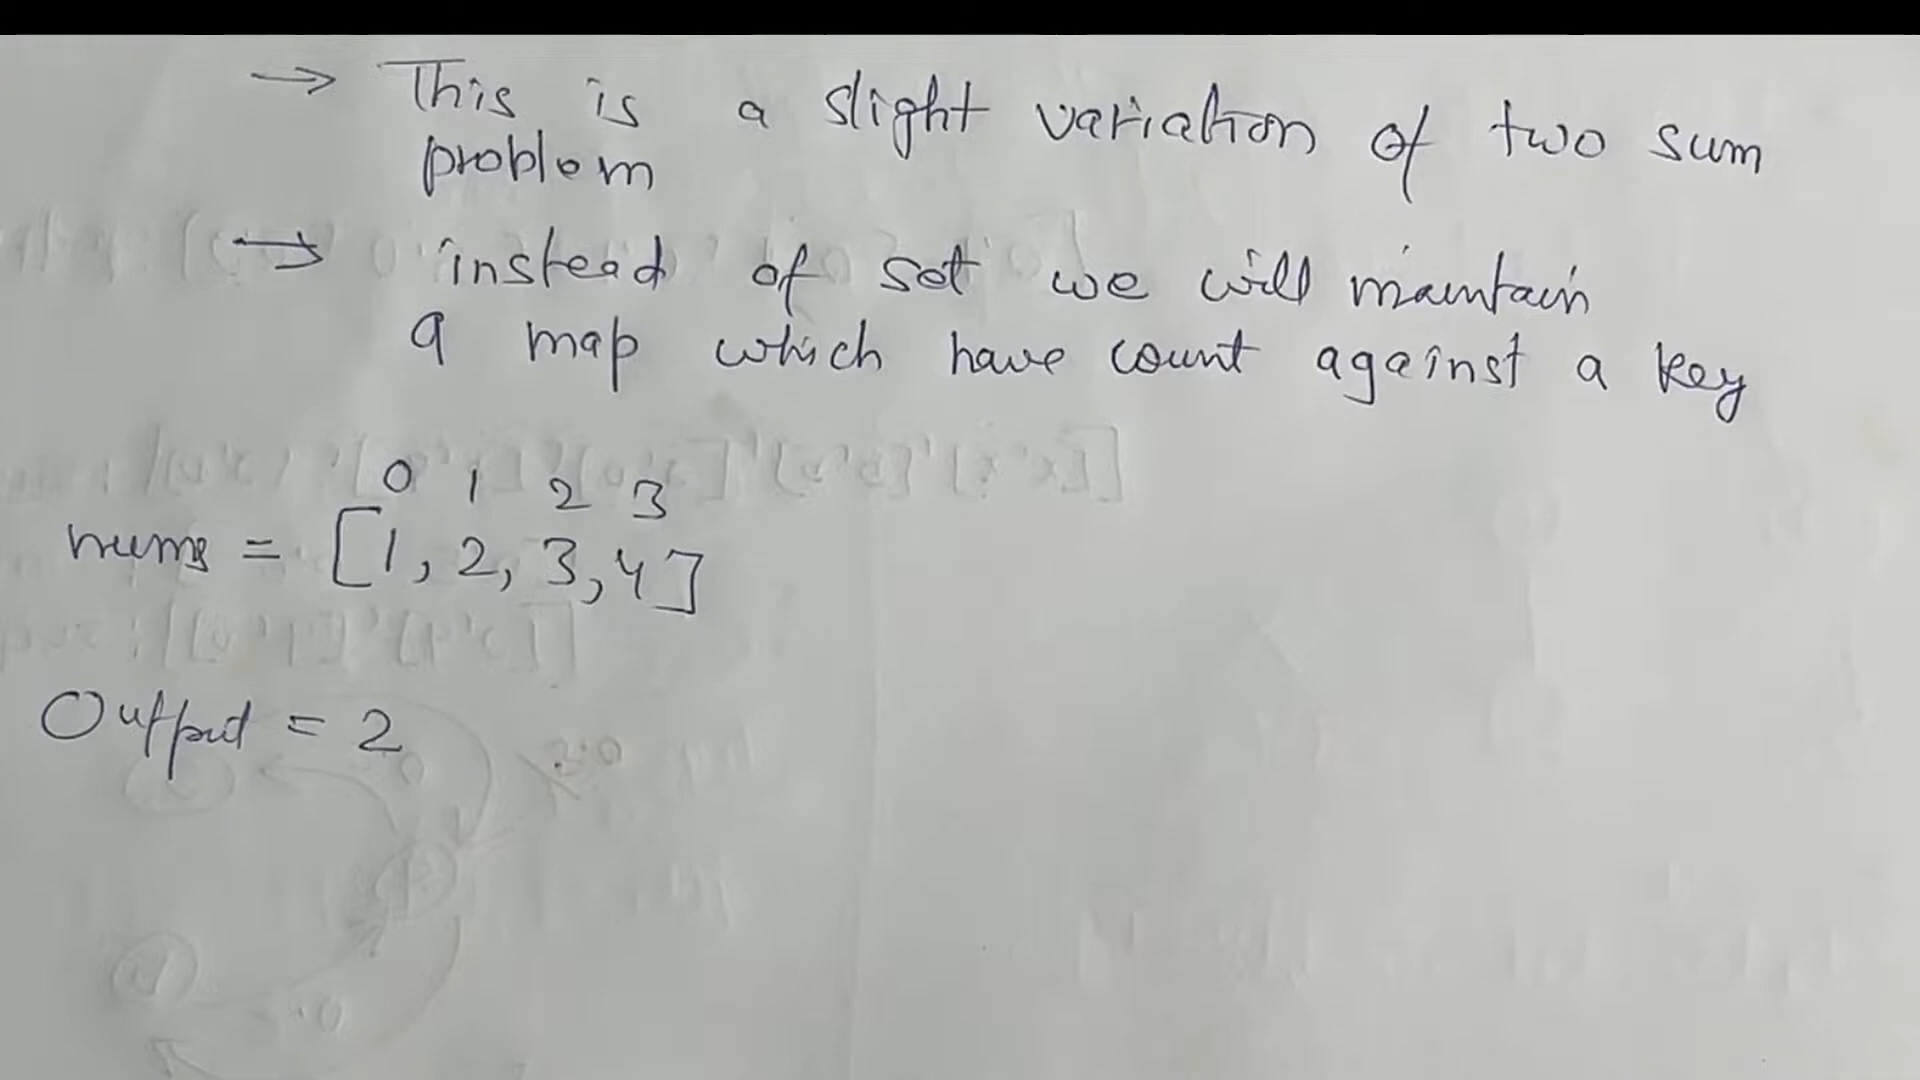 → This is a slight variation of two sum
problem
→ instead of set we will maintain
a map which have count against a key
0 1 2 3
nums = [1, 2, 3, 4]
Output = 2